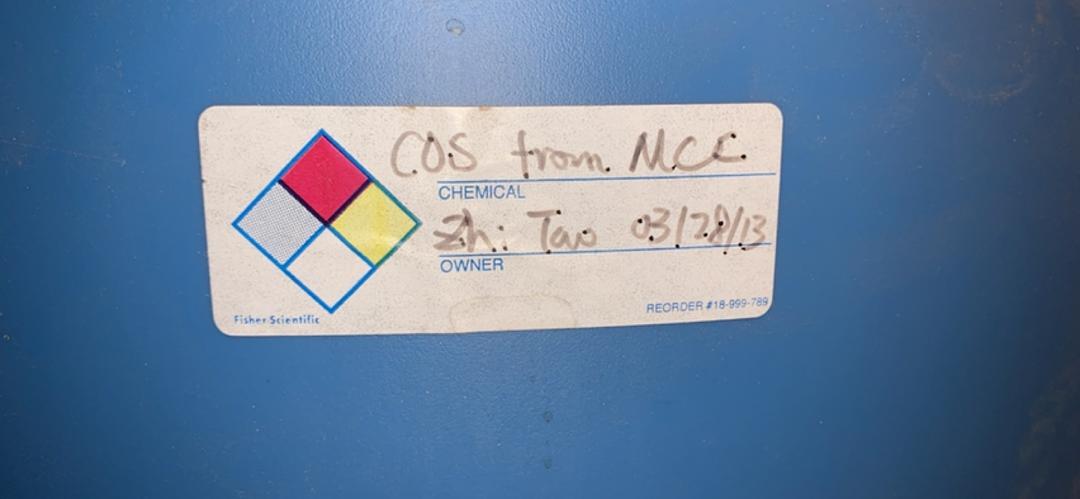 COS from MCC
CHEMICAL
Zhi Tao 03/28/13
OWNER
REORDER #18-999-789
Fisher Scientific